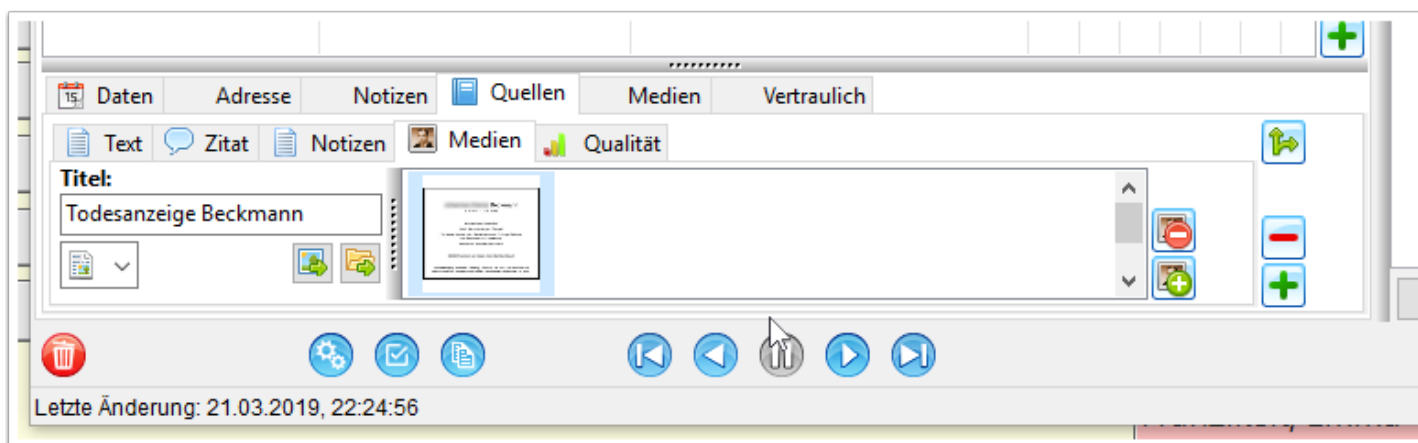 15
Daten Adresse Notizen Quellen Medien Vertraulich
Text Zitat Notizen Medien Qualität
Titel:
Todesanzeige Beckmann
Letzte Änderung: 21.03.2019, 22:24:56